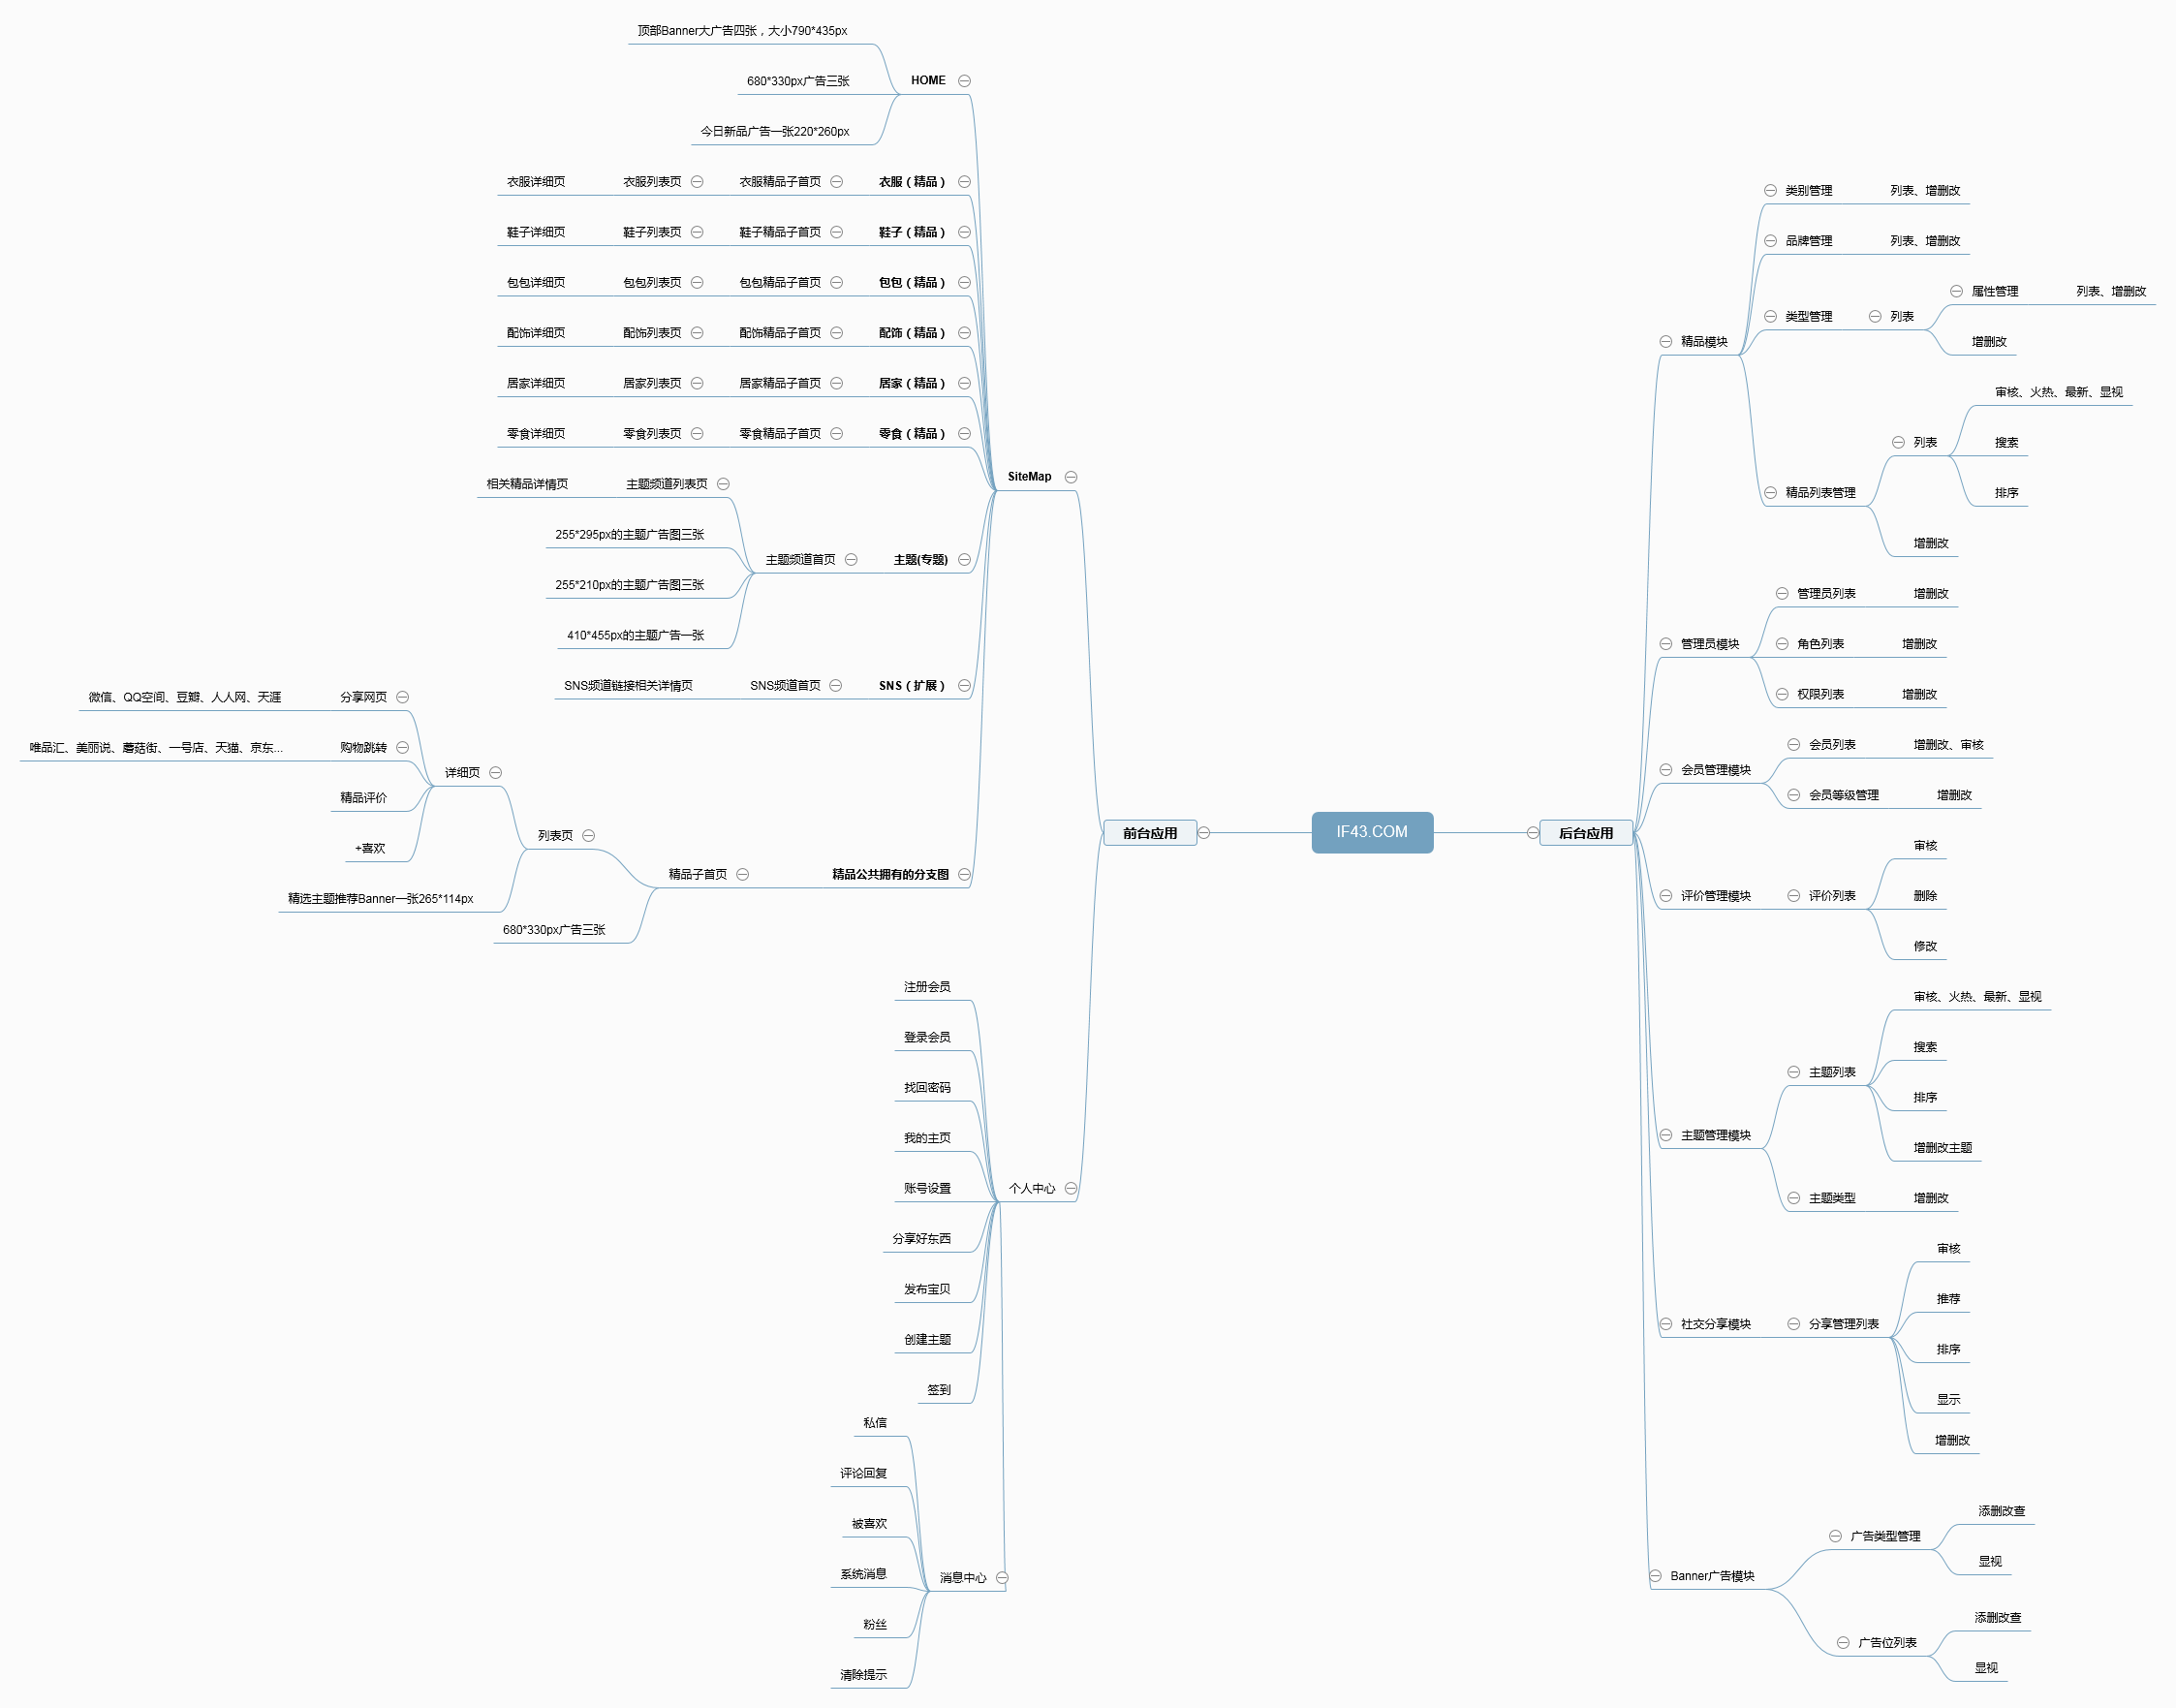 IF43.COM
前台应用
SiteMap
HOME
顶部Banner大广告四张，大小790*435px
680*330px广告三张
今日新品广告一张220*260px
衣服（精品）
衣服精品子首页
衣服列表页
衣服详细页
鞋子（精品）
鞋子精品子首页
鞋子列表页
鞋子详细页
包包（精品）
包包精品子首页
包包列表页
包包详细页
配饰（精品）
配饰精品子首页
配饰列表页
配饰详细页
居家（精品）
居家精品子首页
居家列表页
居家详细页
零食（精品）
零食精品子首页
零食列表页
零食详细页
主题(专题)
主题频道首页
主题频道列表页
相关精品详情页
255*295px的主题广告图三张
255*210px的主题广告图三张
410*455px的主题广告一张
SNS（扩展）
SNS频道首页
SNS频道链接相关详情页
精品公共拥有的分支图
精品子首页
列表页
详细页
分享网页
微信、QQ空间、豆瓣、人人网、天涯
购物跳转
唯品汇、美丽说、蘑菇街、一号店、天猫、京东...
精品评价
+喜欢
精选主题推荐Banner一张265*114px
680*330px广告三张
个人中心
注册会员
登录会员
找回密码
我的主页
账号设置
分享好东西
发布宝贝
创建主题
签到
消息中心
私信
评论回复
被喜欢
系统消息
粉丝
清除提示
后台应用
精品模块
类别管理
列表、增删改
品牌管理
列表、增删改
类型管理
列表
属性管理
列表、增删改
增删改
精品列表管理
列表
审核、火热、最新、显视
搜索
排序
增删改
管理员模块
管理员列表
增删改
角色列表
增删改
权限列表
增删改
会员管理模块
会员列表
增删改、审核
会员等级管理
增删改
评价管理模块
评价列表
审核
删除
修改
主题管理模块
主题列表
审核、火热、最新、显视
搜索
排序
增删改主题
主题类型
增删改
社交分享模块
分享管理列表
审核
推荐
排序
显示
增删改
Banner广告模块
广告类型管理
添删改查
显视
广告位列表
添删改查
显视